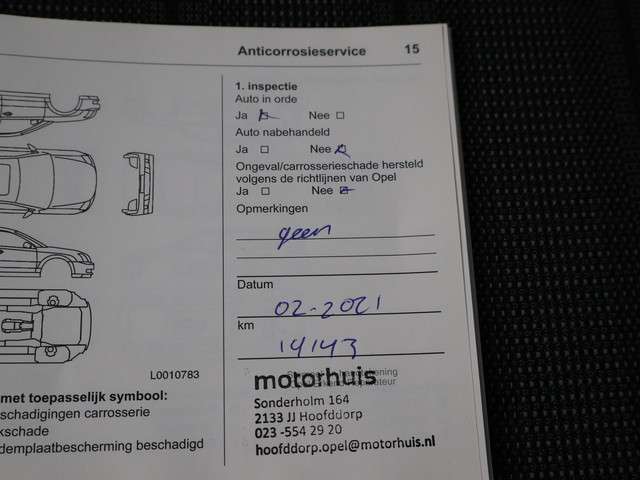 Anticorrosieservice 15
1. inspectie
Auto in orde
Ja Nee
Auto nabehandeld
Ja Nee
Ongeval/carrosserieschade hersteld
volgens de richtlijnen van Opel
Ja Nee
Opmerkingen
geen
Datum
02-2021
km
14143
motorhuis
Sonderholm 164
2133 JJ Hoofddorp
023 -554 29 20
hoofddorp.opel@motorhuis.nl
L0010783
met toepasselijk symbool:
schadigingen carrosserie
kschade
demplaatbescherming beschadigd